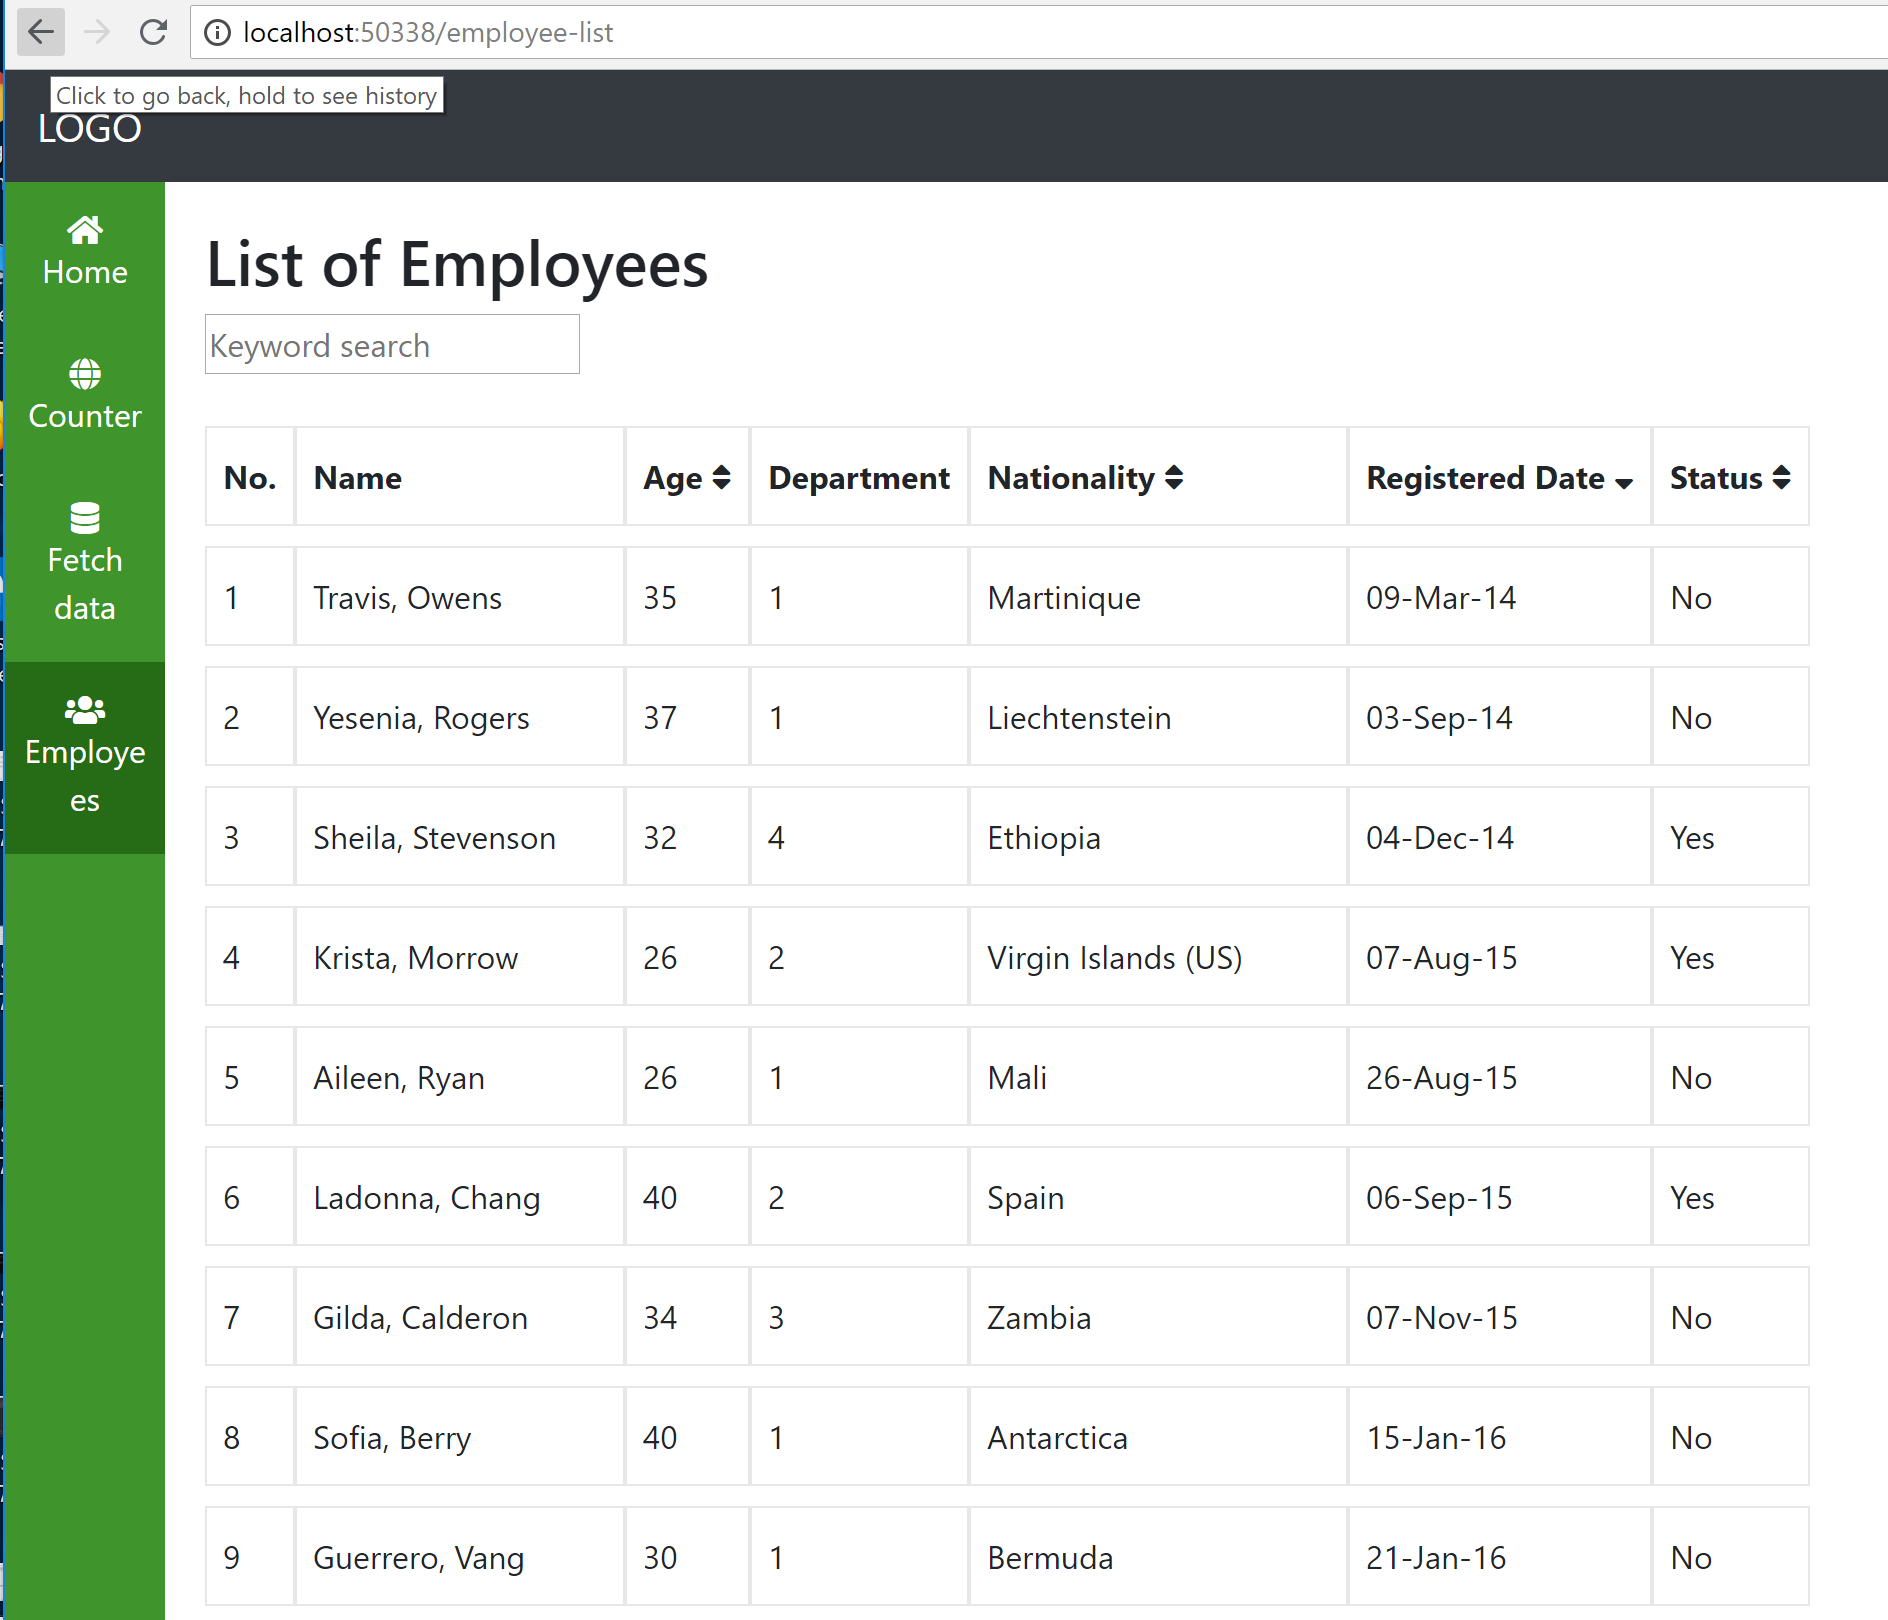 localhost:50338/employee-list
Click to go back, hold to see history
LOGO
Home
Counter
Fetch
data
Employe
es
List of Employees
Keyword search
No. Name Age Department Nationality Registered Date Status
1 Travis, Owens 35 1 Martinique 09-Mar-14 No
2 Yesenia, Rogers 37 1 Liechtenstein 03-Sep-14 No
3 Sheila, Stevenson 32 4 Ethiopia 04-Dec-14 Yes
4 Krista, Morrow 26 2 Virgin Islands (US) 07-Aug-15 Yes
5 Aileen, Ryan 26 1 Mali 26-Aug-15 No
6 Ladonna, Chang 40 2 Spain 06-Sep-15 Yes
7 Gilda, Calderon 34 3 Zambia 07-Nov-15 No
8 Sofia, Berry 40 1 Antarctica 15-Jan-16 No
9 Guerrero, Vang 30 1 Bermuda 21-Jan-16 No